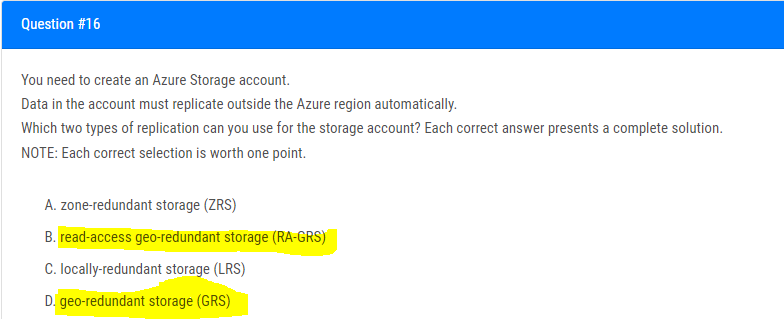 Question #16
You need to create an Azure Storage account.
Data in the account must replicate outside the Azure region automatically.
Which two types of replication can you use for the storage account? Each correct answer presents a complete solution.
NOTE: Each correct selection is worth one point.
A. zone-redundant storage (ZRS)
B. read-access geo-redundant storage (RA-GRS)
C. locally-redundant storage (LRS)
D. geo-redundant storage (GRS)